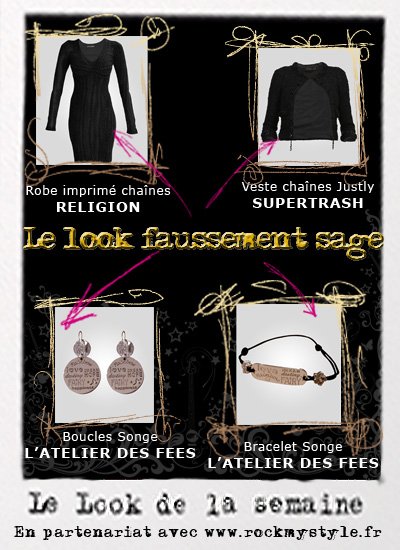 Robe imprimé chaînes
RELIGION
Veste chaînes Justly
SUPERTRASH
Le look faussement sage
Boucles Songe
L'ATELIER DES FEES
Bracelet Songe
L'ATELIER DES FEES
Le Look de la semaine
En partenariat avec www.rockmystyle.fr